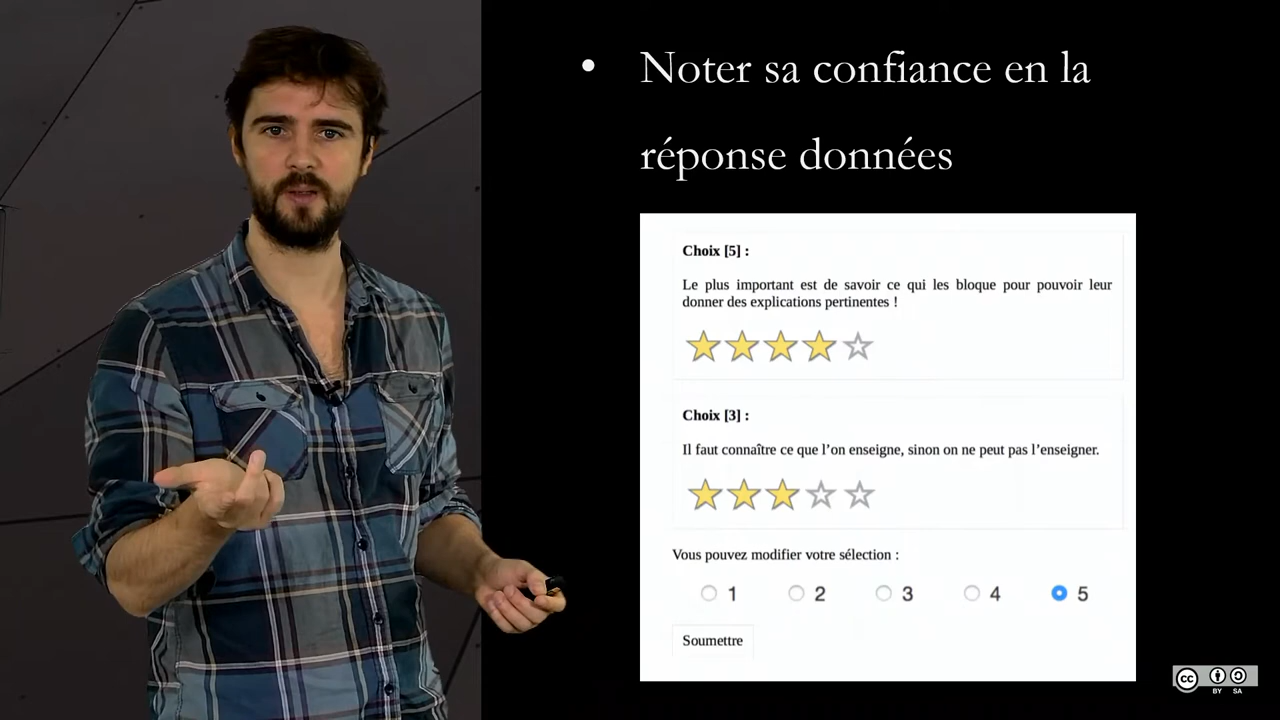 • Noter sa confiance en la
réponse données
Choix [5] :
Le plus important est de savoir ce qui les bloque pour pouvoir leur
donner des explications pertinentes !
Choix [3] :
Il faut connaître ce que l’on enseigne, sinon on ne peut pas l’enseigner.
Vous pouvez modifier votre sélection :
1 2 3 4 5
Soumettre
cc
BY SA